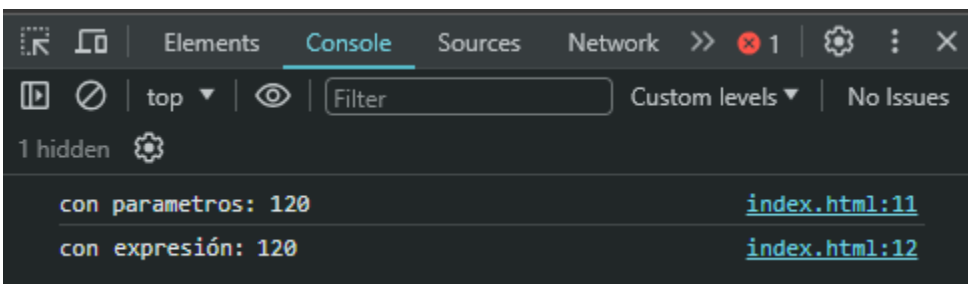 Elements Console Sources Network 1
top Filter Custom levels No Issues
1 hidden
con parametros: 120 index.html:11
con expresión: 120 index.html:12